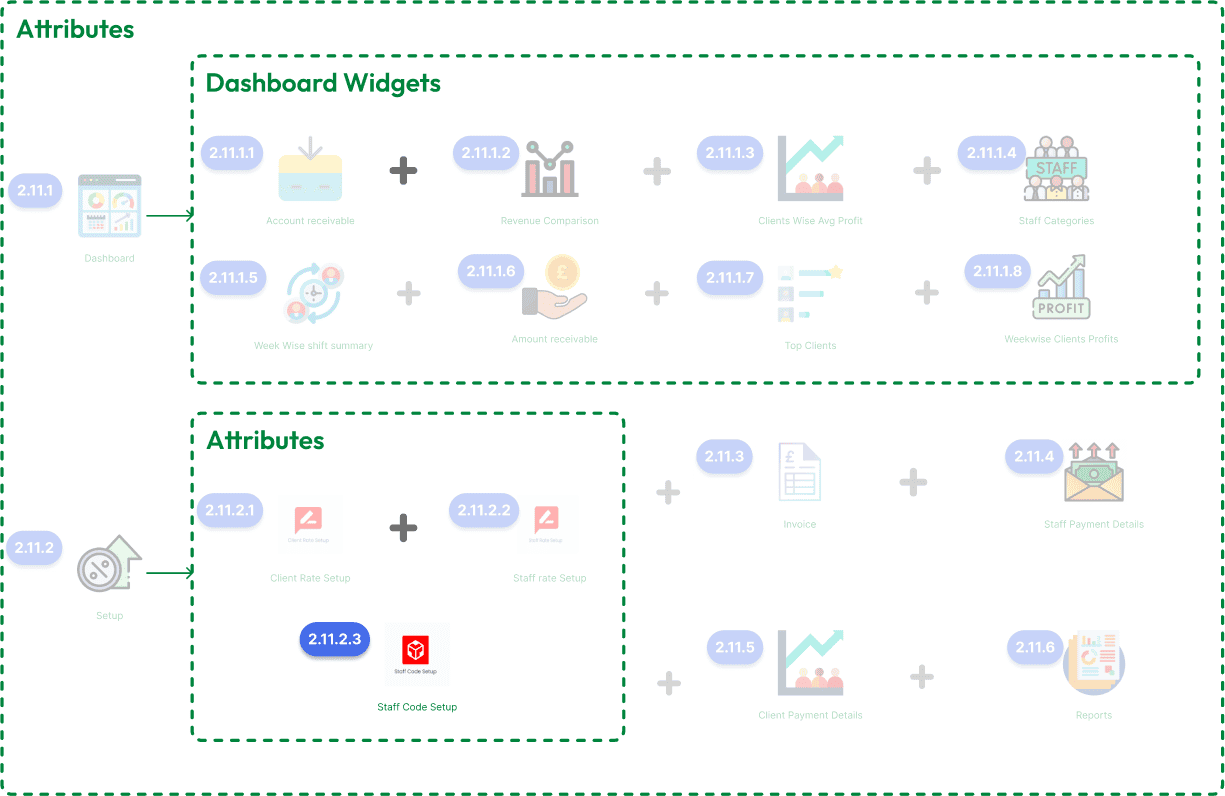 Attributes
Dashboard Widgets
2.11.1
Dashboard
2.11.1.1
Account receivable
2.11.1.2
Revenue Comparison
2.11.1.3
Clients Wise Avg Profit
2.11.1.4
STAFF
Staff Categories
2.11.1.5
Week Wise shift summary
2.11.1.6
£
Amount receivable
2.11.1.7
Top Clients
2.11.1.8
PROFIT
Weekwise Clients Profits
Attributes
2.11.2
Setup
2.11.2.1
Client Rate Setup
Client Rate Setup
2.11.2.2
Staff Rate Setup
Staff rate Setup
2.11.2.3
Staff Code Setup
Staff Code Setup
2.11.3
£
Invoice
2.11.4
Staff Payment Details
2.11.5
Client Payment Details
2.11.6
Reports